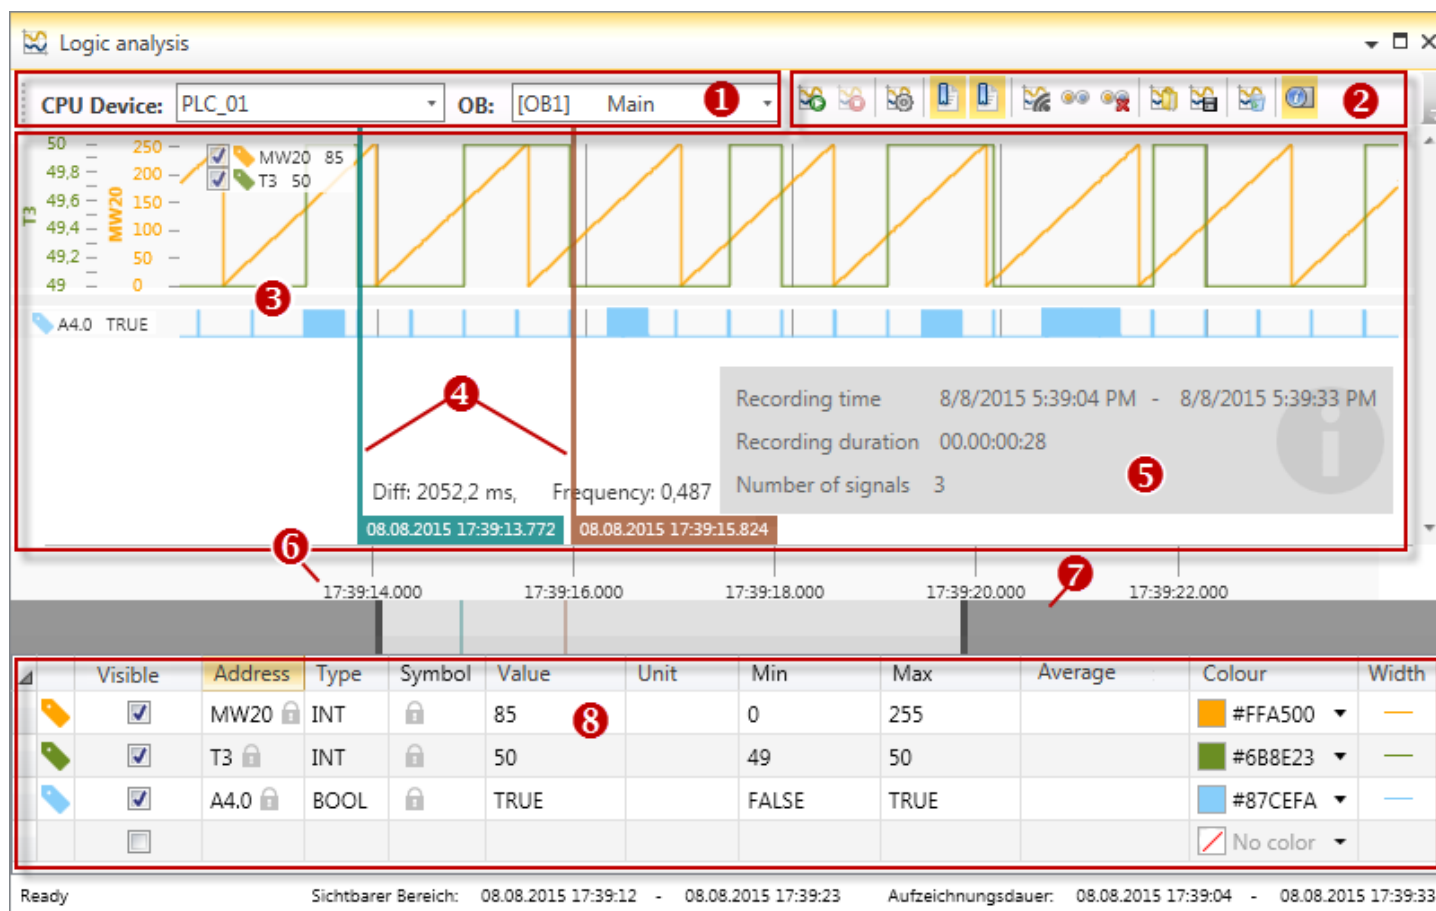 Logic analysis
CPU Device: PLC_01 OB: [OB1] Main 1
2
50 250 MW20 85
49,8 200 T3 50
49,6 150
49,4 100
49,2 50
49 0
T3
MW20
3
A4.0 TRUE
4
Recording time 8/8/2015 5:39:04 PM - 8/8/2015 5:39:33 PM
Recording duration 00.00:00:28
Number of signals 3
5
Diff: 2052,2 ms, Frequency: 0,487
08.08.2015 17:39:13.772 08.08.2015 17:39:15.824
6
7
17:39:14.000 17:39:16.000 17:39:18.000 17:39:20.000 17:39:22.000
Visible Address Type Symbol Value Unit Min Max Average Colour Width
MW20 INT 85 0 255 #FFA500
8
T3 INT 50 49 50 #6B8E23
A4.0 BOOL TRUE FALSE TRUE #87CEFA
No color
Ready Sichtbarer Bereich: 08.08.2015 17:39:12 - 08.08.2015 17:39:23 Aufzeichnungsdauer: 08.08.2015 17:39:04 - 08.08.2015 17:39:33